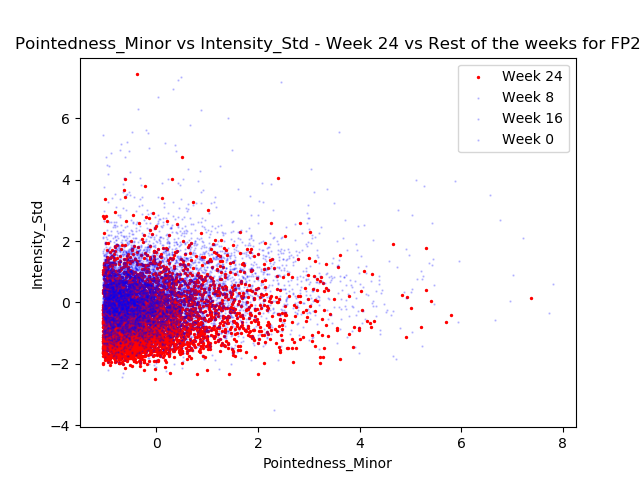 Pointedness_Minor vs Intensity_Std - Week 24 vs Rest of the weeks for FP2
Week 24
Week 8
Week 16
Week 0
Intensity_Std
6
4
2
0
−2
−4
0 2 4 6 8
Pointedness_Minor